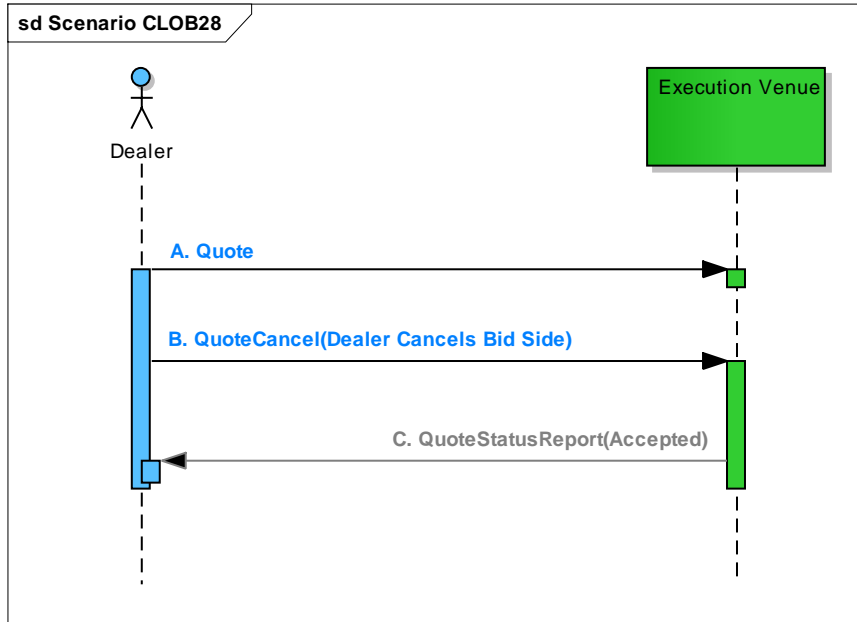 sd Scenario CLOB28
Dealer
Execution Venue
A. Quote
B. QuoteCancel(Dealer Cancels Bid Side)
C. QuoteStatusReport(Accepted)